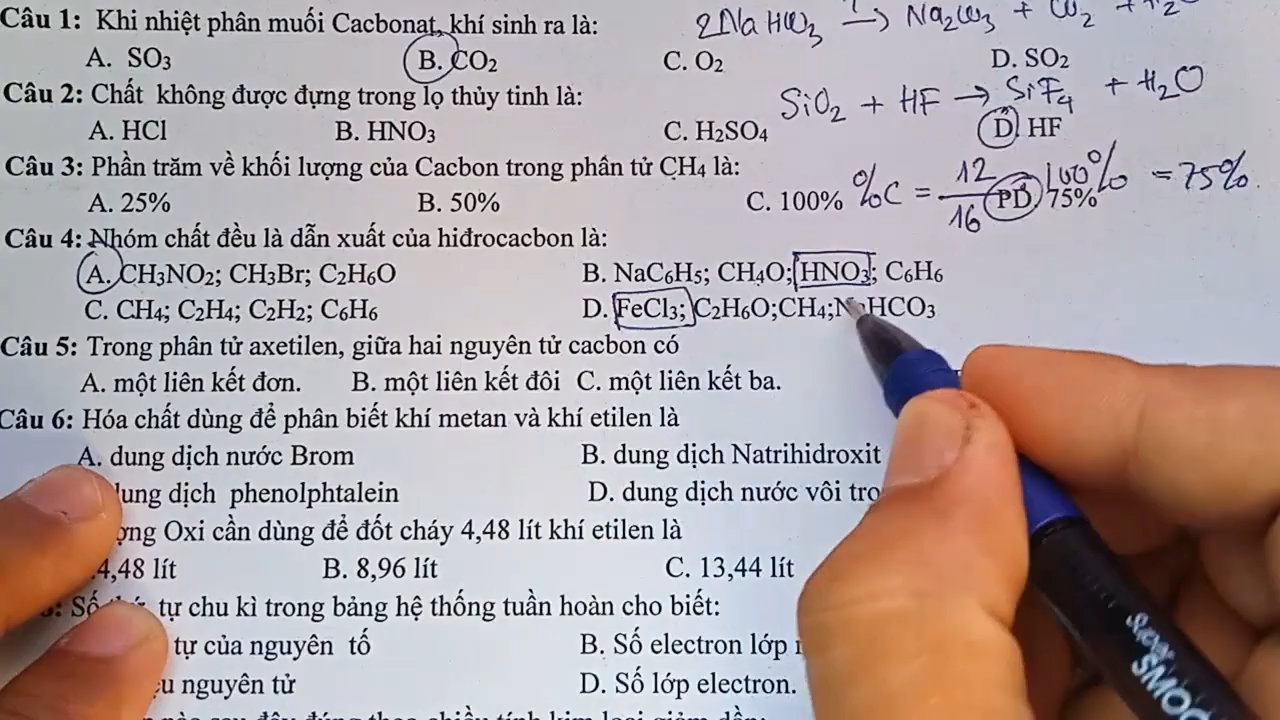 Câu 1: Khi nhiệt phân muối Cacbonat, khí sinh ra là:
2NaHCO3 → Na2CO3 + CO2 +
A. SO3 B. CO2 C. O2 D. SO2
Câu 2: Chất không được đựng trong lọ thủy tinh là:
SiO2 + HF → SiF4 + H2O
A. HCl B. HNO3 C. H2SO4 D. HF
Câu 3: Phần trăm về khối lượng của Cacbon trong phân tử CH4 là:
%C = 12/16 100% = 75%
A. 25% B. 50% C. 100% D. 75%
Câu 4: Nhóm chất đều là dẫn xuất của hiđrocacbon là:
A. CH3NO2; CH3Br; C2H6O B. NaC6H5; CH4O; HNO3; C6H6
C. CH4; C2H4; C2H2; C6H6 D. FeCl3; C2H6O;CH4;NaHCO3
Câu 5: Trong phân tử axetilen, giữa hai nguyên tử cacbon có
A. một liên kết đơn. B. một liên kết đôi C. một liên kết ba.
Câu 6: Hóa chất dùng để phân biệt khí metan và khí etilen là
A. dung dịch nước Brom B. dung dịch Natrihidroxit
dung dịch phenolphtalein D. dung dịch nước vôi
Oxi cần dùng để đốt cháy 4,48 lít khí etilen là
4,48 lít B. 8,96 lít C. 13,44 lít
Số tự chu kì trong bảng hệ thống tuần hoàn cho biết:
tự của nguyên tố B. Số electron lớp
nguyên tử D. Số lớp electron.
SMO